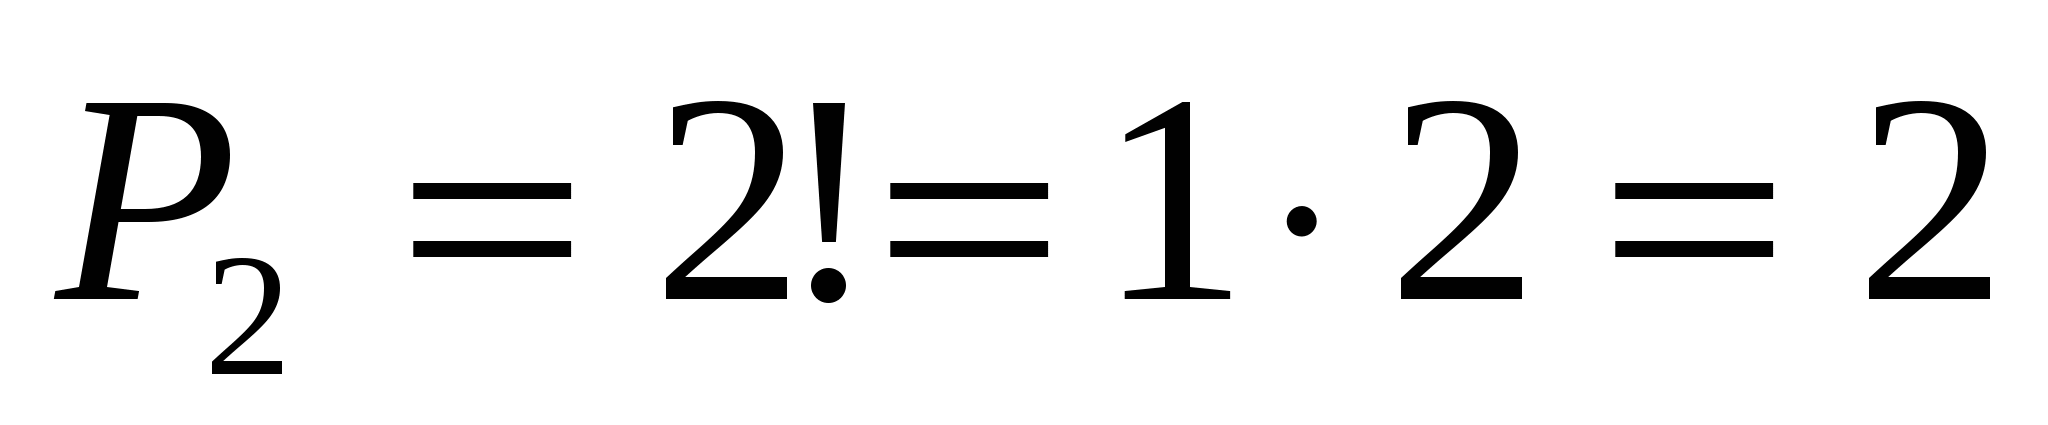 P₂ = 2!= 1·2 = 2